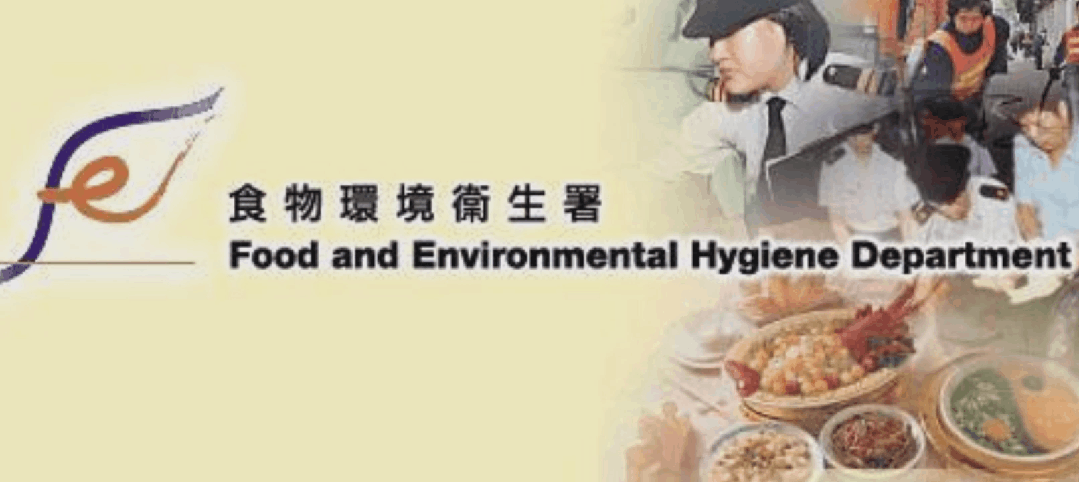 食物環境衞生署
Food and Environmental Hygiene Department